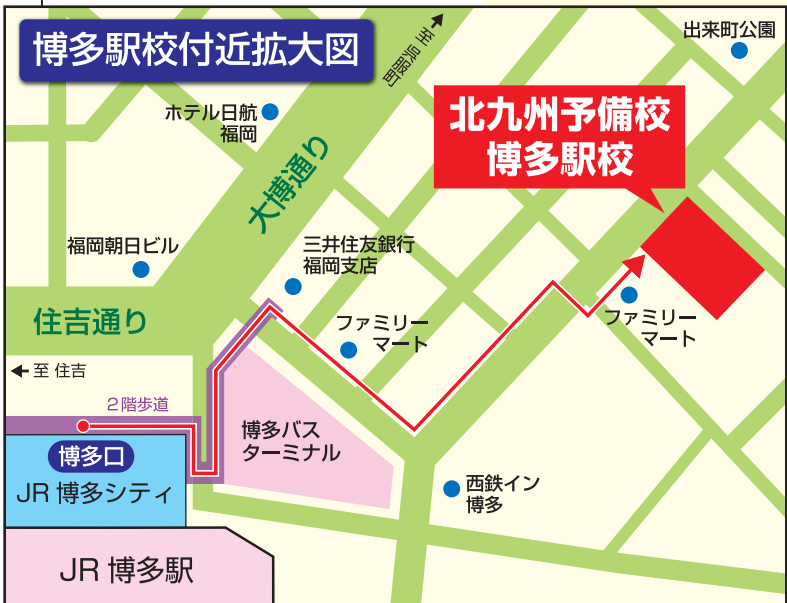 博多駅校付近拡大図
至 呉服町
出来町公園
ホテル日航
福岡
北九州予備校
博多駅校
大博通り
三井住友銀行
福岡支店
福岡朝日ビル
住吉通り
ファミリー
マート
ファミリー
マート
至 住吉
2階歩道
博多バス
ターミナル
博多口
JR 博多シティ
西鉄イン
博多
JR 博多駅